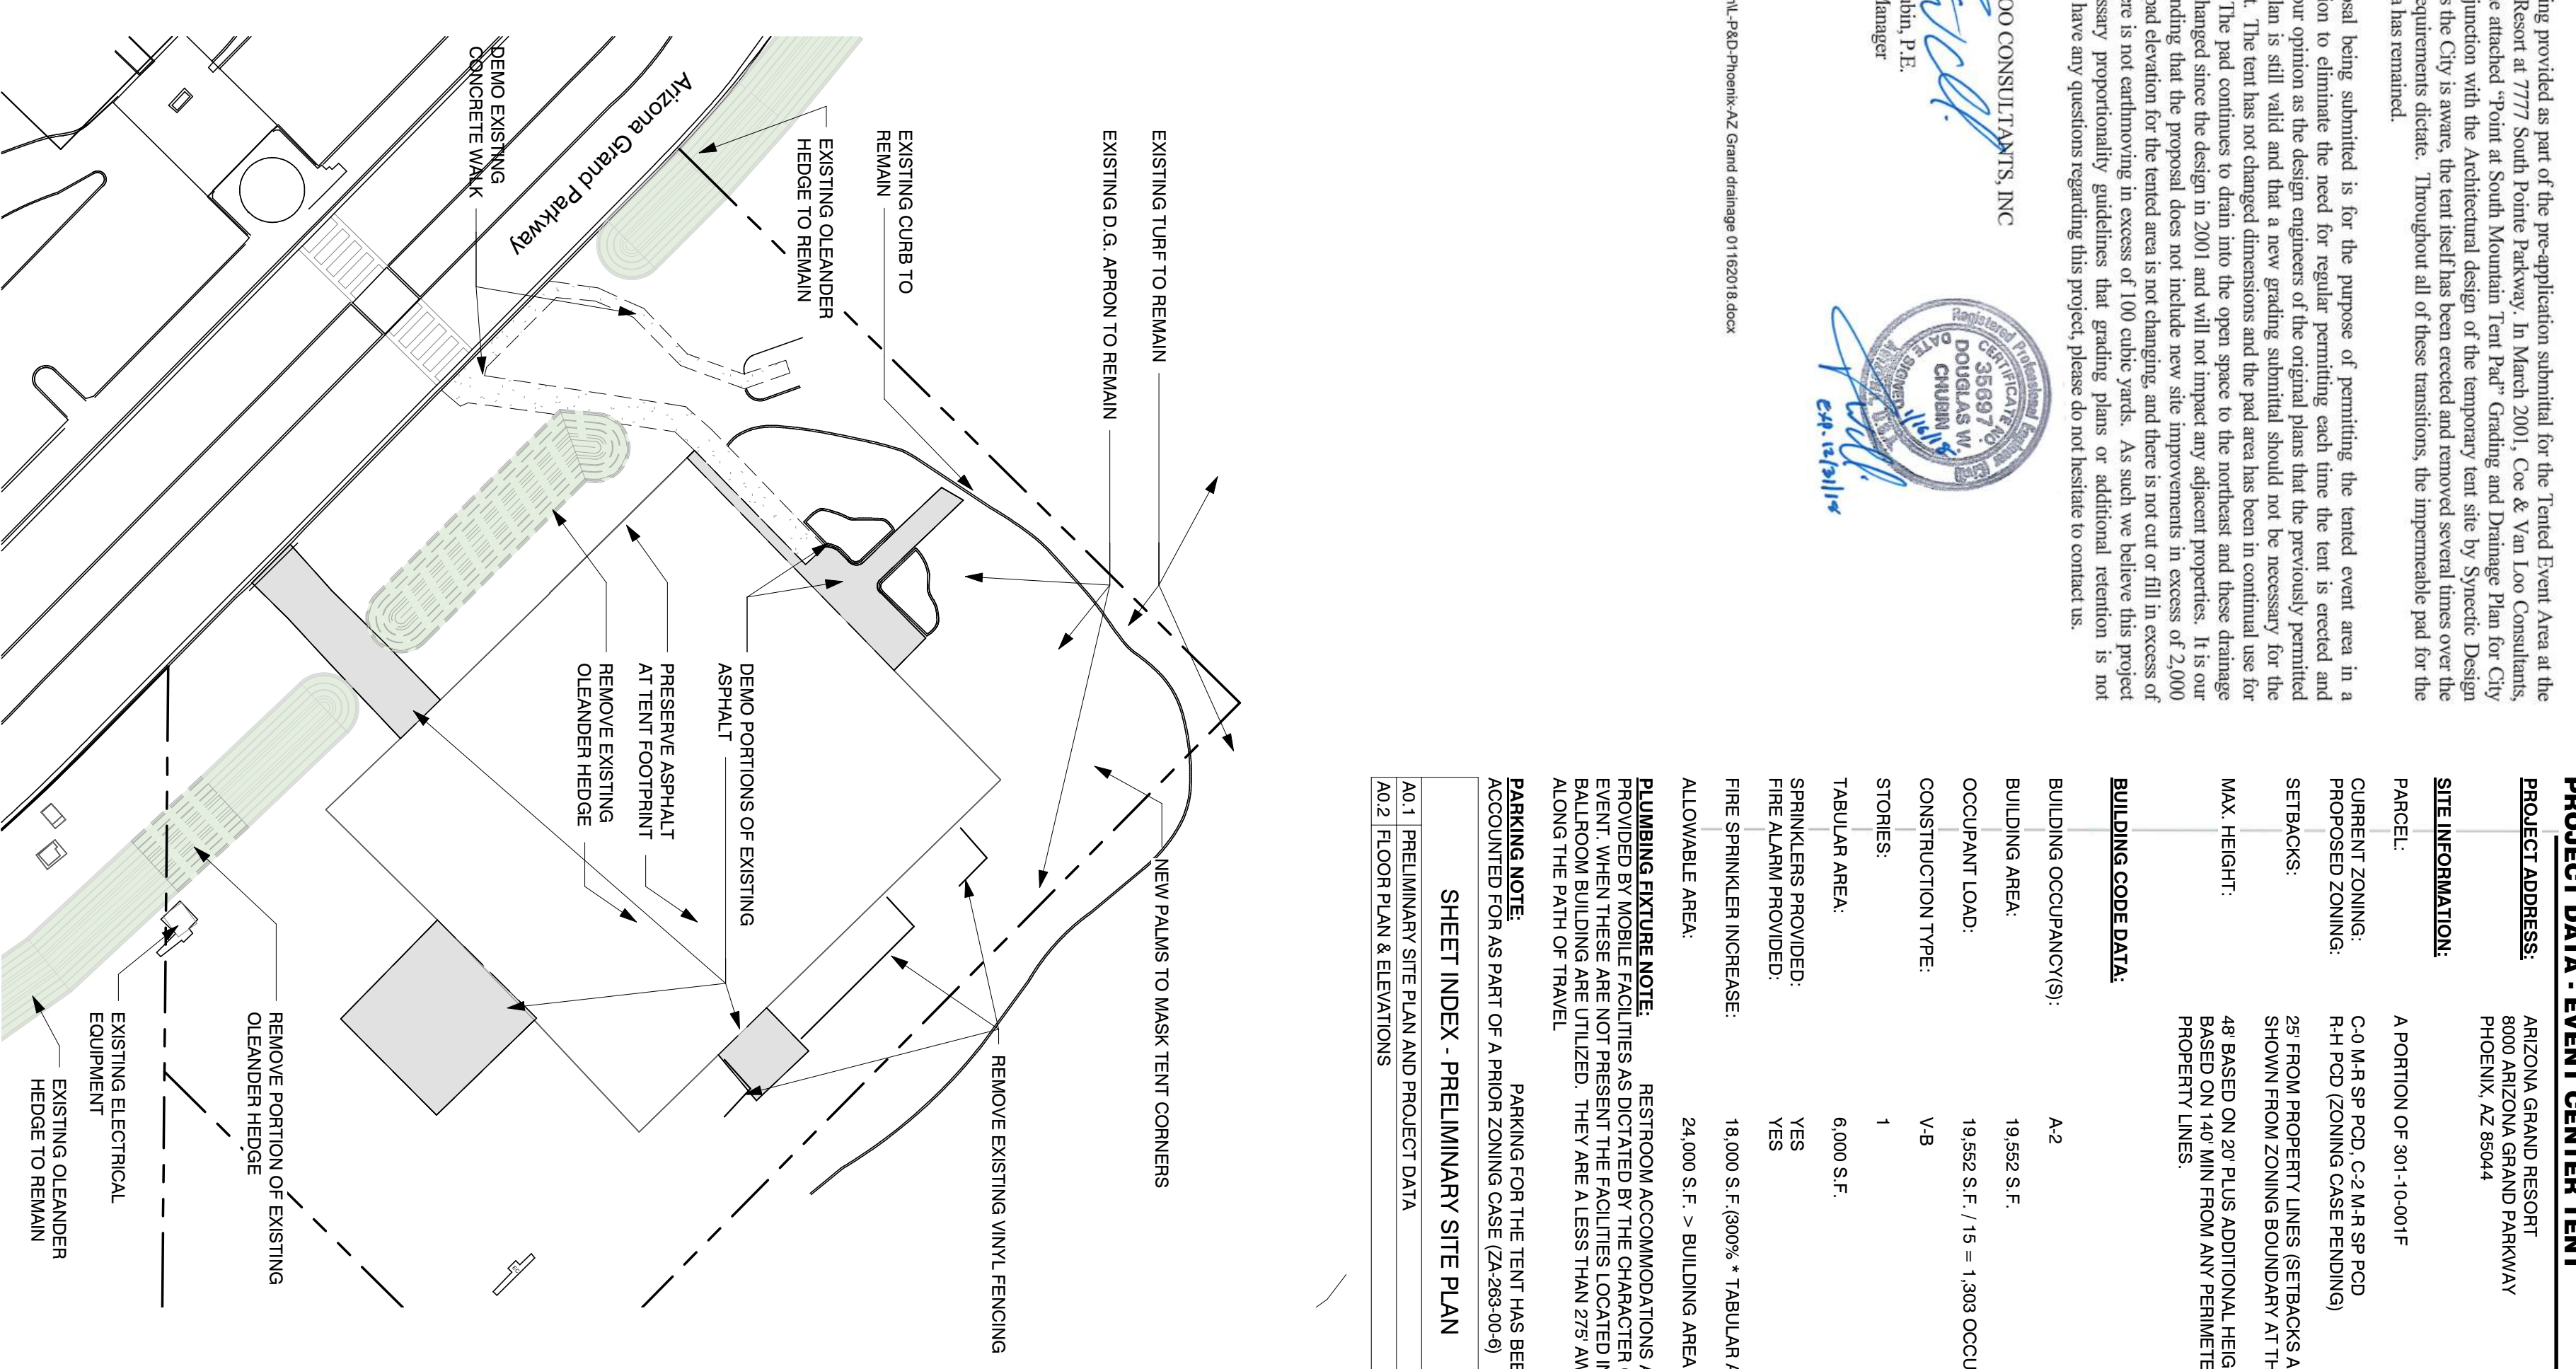 ing provided as part of the pre-application submittal for the Tented Event Area at the
Resort at 7777 South Pointe Parkway. In March 2001, Coe & Van Loo Consultants,
e attached “Point at South Mountain Tent Pad” Grading and Drainage Plan for City
junction with the Architectural design of the temporary tent site by Synectic Design
s the City is aware, the tent itself has been erected and removed several times over the
equirements dictate. Throughout all of these transitions, the impermeable pad for the
a has remained.
osal being submitted is for the purpose of permitting the tented event area in a
ion to eliminate the need for regular permitting each time the tent is erected and
our opinion as the design engineers of the original plans that the previously permitted
lan is still valid and that a new grading submittal should not be necessary for the
t. The tent has not changed dimensions and the pad area has been in continual use for
The pad continues to drain into the open space to the northeast and these drainage
hanged since the design in 2001 and will not impact any adjacent properties. It is our
nding that the proposal does not include new site improvements in excess of 2,000
pad elevation for the tented area is not changing, and there is not cut or fill in excess of
ere is not earthmoving in excess of 100 cubic yards. As such we believe this project
ssary proportionality guidelines that grading plans or additional retention is not
have any questions regarding this project, please do not hesitate to contact us.
OO CONSULTANTS, INC
ubin, P.E.
Manager
Registered Professional Engineer (Civil)
CERTIFICATE NO.
35697
DOUGLAS W.
CHUBIN
1/16/18
DATE SIGNED
Exp. 12/31/18
\L-P&D-Phoenix-AZ Grand drainage 01162018.docx
PROJECT DATA - EVENT CENTER TENT
PROJECT ADDRESS: ARIZONA GRAND RESORT
8000 ARIZONA GRAND PARKWAY
PHOENIX, AZ 85044
SITE INFORMATION:
PARCEL: A PORTION OF 301-10-001F
CURRENT ZONING: C-0 M-R SP PCD, C-2 M-R SP PCD
PROPOSED ZONING: R-H PCD (ZONING CASE PENDING)
SETBACKS: 25' FROM PROPERTY LINES (SETBACKS A
SHOWN FROM ZONING BOUNDARY AT TH
MAX. HEIGHT: 48' BASED ON 20' PLUS ADDITIONAL HEIG
BASED ON 140' MIN FROM ANY PERIMETE
PROPERTY LINES.
BUILDING CODE DATA:
BUILDING OCCUPANCY(S): A-2
BUILDING AREA: 19,552 S.F.
OCCUPANT LOAD: 19,552 S.F. / 15 = 1,303 OCCU
CONSTRUCTION TYPE: V-B
STORIES: 1
TABULAR AREA: 6,000 S.F.
SPRINKLERS PROVIDED: YES
FIRE ALARM PROVIDED: YES
FIRE SPRINKLER INCREASE: 18,000 S.F.(300% * TABULAR A
ALLOWABLE AREA: 24,000 S.F. > BUILDING AREA
PLUMBING FIXTURE NOTE: RESTROOM ACCOMMODATIONS A
PROVIDED BY MOBILE FACILITIES AS DICTATED BY THE CHARACTER
EVENT. WHEN THESE ARE NOT PRESENT THE FACILITIES LOCATED IN
BALLROOM BUILDING ARE UTILIZED. THEY ARE A LESS THAN 275' AW
ALONG THE PATH OF TRAVEL
PARKING NOTE: PARKING FOR THE TENT HAS BEE
ACCOUNTED FOR AS PART OF A PRIOR ZONING CASE (ZA-263-00-6)
SHEET INDEX - PRELIMINARY SITE PLAN
A0.1 PRELIMINARY SITE PLAN AND PROJECT DATA
A0.2 FLOOR PLAN & ELEVATIONS
EXISTING TURF TO REMAIN
EXISTING D.G. APRON TO REMAIN
EXISTING CURB TO
REMAIN
EXISTING OLEANDER
HEDGE TO REMAIN
Arizona Grand Parkway
DEMO EXISTING
CONCRETE WALK
DEMO PORTIONS OF EXISTING
ASPHALT
PRESERVE ASPHALT
AT TENT FOOTPRINT
REMOVE EXISTING
OLEANDER HEDGE
NEW PALMS TO MASK TENT CORNERS
REMOVE EXISTING VINYL FENCING
REMOVE PORTION OF EXISTING
OLEANDER HEDGE
EXISTING ELECTRICAL
EQUIPMENT
EXISTING OLEANDER
HEDGE TO REMAIN